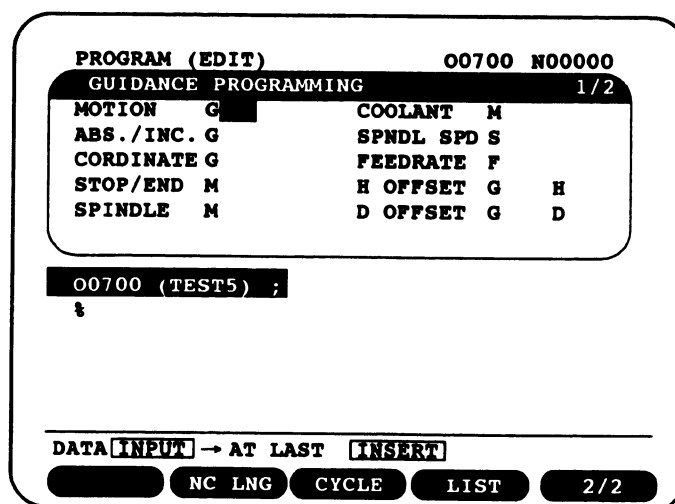 PROGRAM (EDIT) O0700 N00000
GUIDANCE PROGRAMMING 1/2
MOTION G COOLANT M
ABS./INC. G SPNDL SPD S
CORDINATE G FEEDRATE F
STOP/END M H OFFSET G H
SPINDLE M D OFFSET G D
O0700 (TEST5) ;
%
DATA INPUT → AT LAST INSERT
NC LNG CYCLE LIST 2/2